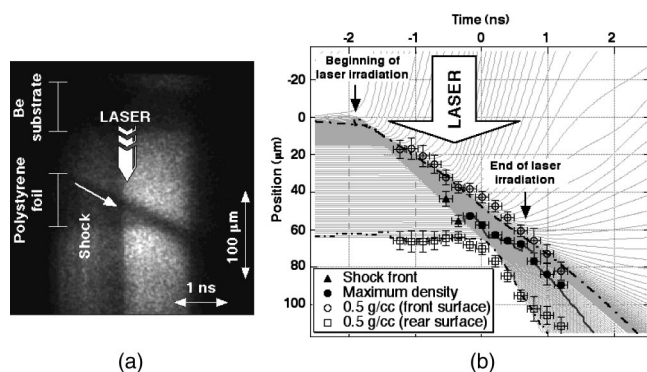 (a)
Be substrate
Polystyrene foil
LASER
Shock
100 μm
1 ns
(a)
(b)
Time (ns)
-2 -1 0 1 2
Beginning of
laser irradiation
LASER
End of laser
irradiation
Position (μm)
-20
0
20
40
60
80
100
Shock front
Maximum density
0.5 g/cc (front surface)
0.5 g/cc (rear surface)
(b)